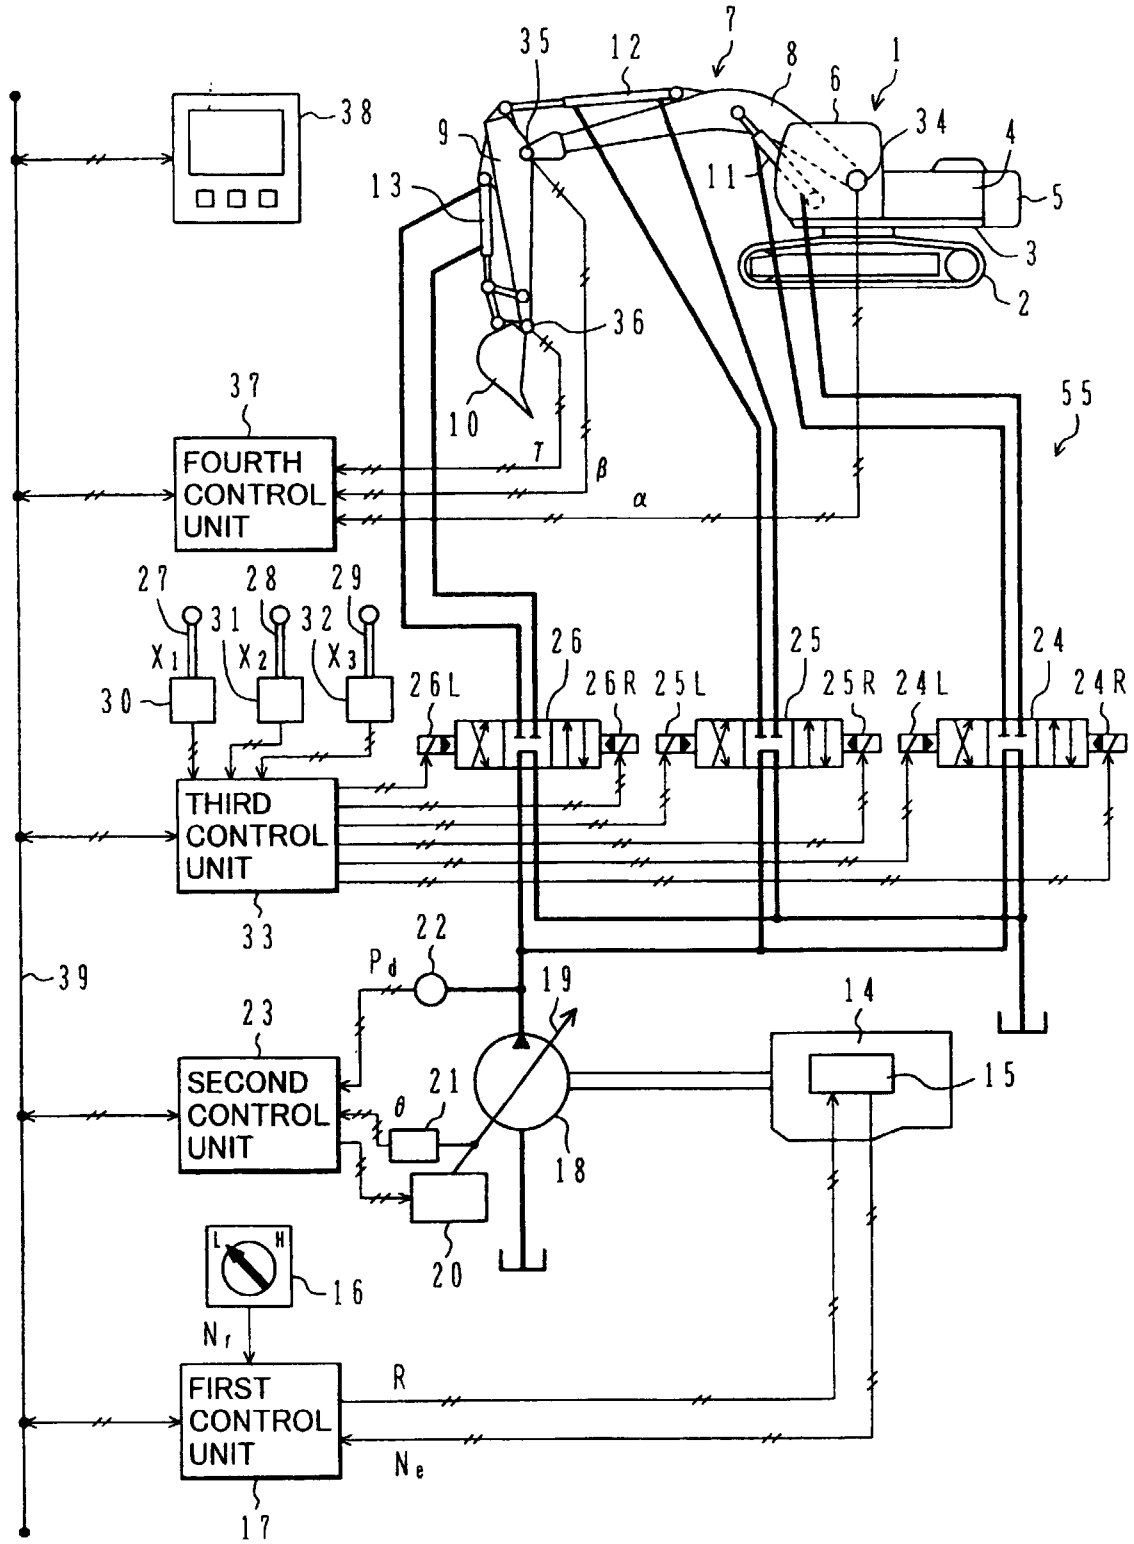 7
35
12
8
1
6
34
38
9
4
11
5
13
3
2
36
10
37
55
γ
β
FOURTH
CONTROL
UNIT
α
27
28
29
31
32
X1
X2
X3
30
26
25
24
26L
26R
25L
25R
24L
24R
THIRD
CONTROL
UNIT
33
22
Pd
39
19
14
23
21
15
SECOND
CONTROL
UNIT
θ
18
20
L
H
16
Nr
R
FIRST
CONTROL
UNIT
Ne
17